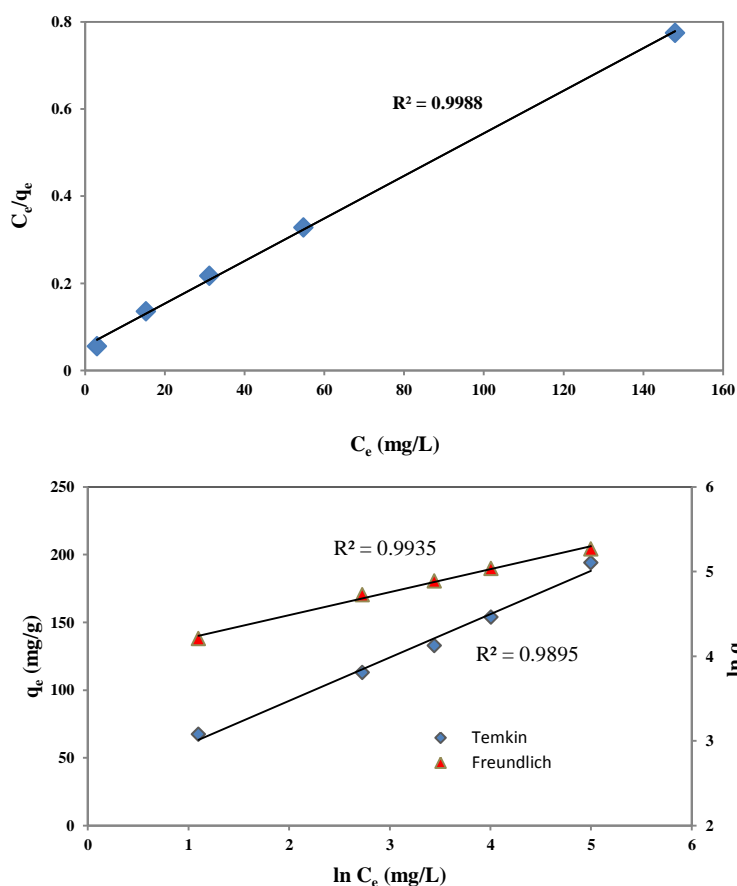 0.8
0.6
0.4
0.2
0
R² = 0.9988
Cₑ/qₑ
0 20 40 60 80 100 120 140 160
Cₑ (mg/L)
250
200
150
100
50
0
qₑ (mg/g)
6
5
4
3
2
ln q
R² = 0.9935
R² = 0.9895
Temkin
Freundlich
0 1 2 3 4 5 6
ln Cₑ (mg/L)